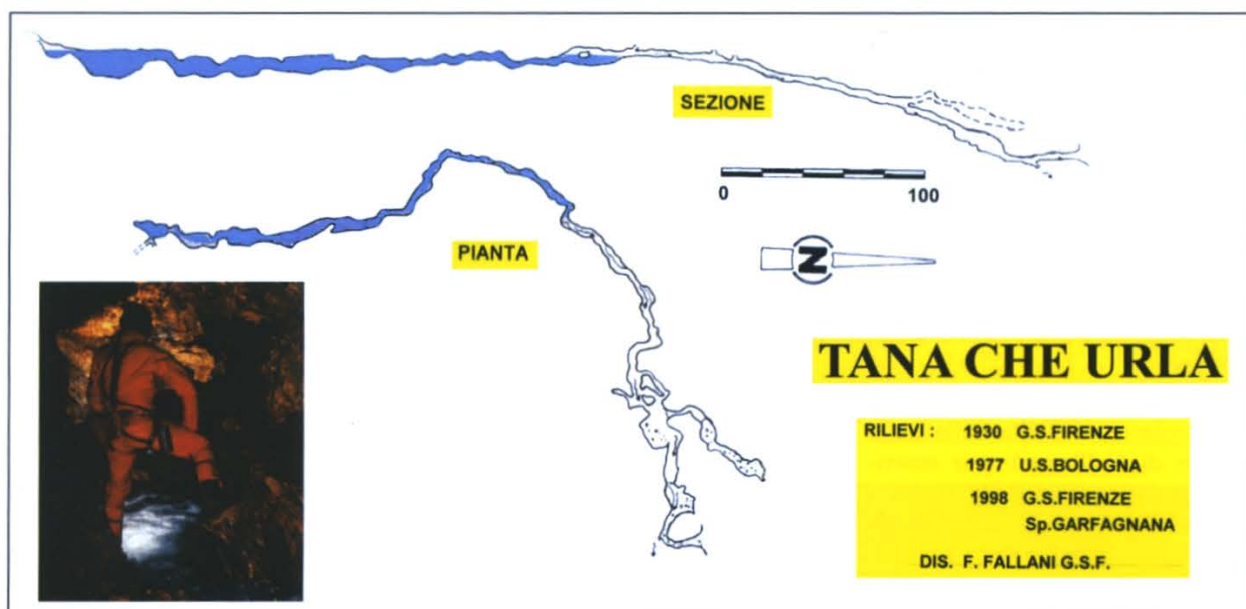 SEZIONE
0 100
PIANTA
N
TANA CHE URLA
RILIEVI : 1930 G.S.FIRENZE
1977 U.S.BOLOGNA
1998 G.S.FIRENZE
Sp.GARFAGNANA
DIS. F. FALLANI G.S.F.